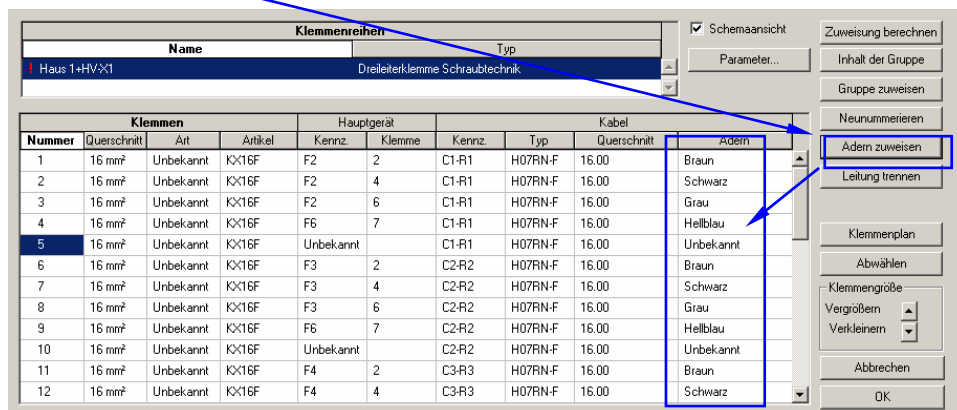 Klemmenreihen
Name Typ
! Haus 1+HV-X1 Dreileiterklemme Schraubtechnik
Schemaansicht
Parameter...
Klemmen Hauptgerät Kabel
Nummer Querschnitt Art Artikel Kennz. Klemme Kennz. Typ Querschnitt Adern
1 16 mm² Unbekannt KX16F F2 2 C1-R1 H07RN-F 16.00 Braun
2 16 mm² Unbekannt KX16F F2 4 C1-R1 H07RN-F 16.00 Schwarz
3 16 mm² Unbekannt KX16F F2 6 C1-R1 H07RN-F 16.00 Grau
4 16 mm² Unbekannt KX16F F6 7 C1-R1 H07RN-F 16.00 Hellblau
5 16 mm² Unbekannt KX16F Unbekannt C1-R1 H07RN-F 16.00 Unbekannt
6 16 mm² Unbekannt KX16F F3 2 C2-R2 H07RN-F 16.00 Braun
7 16 mm² Unbekannt KX16F F3 4 C2-R2 H07RN-F 16.00 Schwarz
8 16 mm² Unbekannt KX16F F3 6 C2-R2 H07RN-F 16.00 Grau
9 16 mm² Unbekannt KX16F F6 7 C2-R2 H07RN-F 16.00 Hellblau
10 16 mm² Unbekannt KX16F Unbekannt C2-R2 H07RN-F 16.00 Unbekannt
11 16 mm² Unbekannt KX16F F4 2 C3-R3 H07RN-F 16.00 Braun
12 16 mm² Unbekannt KX16F F4 4 C3-R3 H07RN-F 16.00 Schwarz
Zuweisung berechnen
Inhalt der Gruppe
Gruppe zuweisen
Neunummerieren
Adern zuweisen
Leitung trennen
Klemmenplan
Abwählen
Klemmengröße
Vergrößern
Verkleinern
Abbrechen
OK